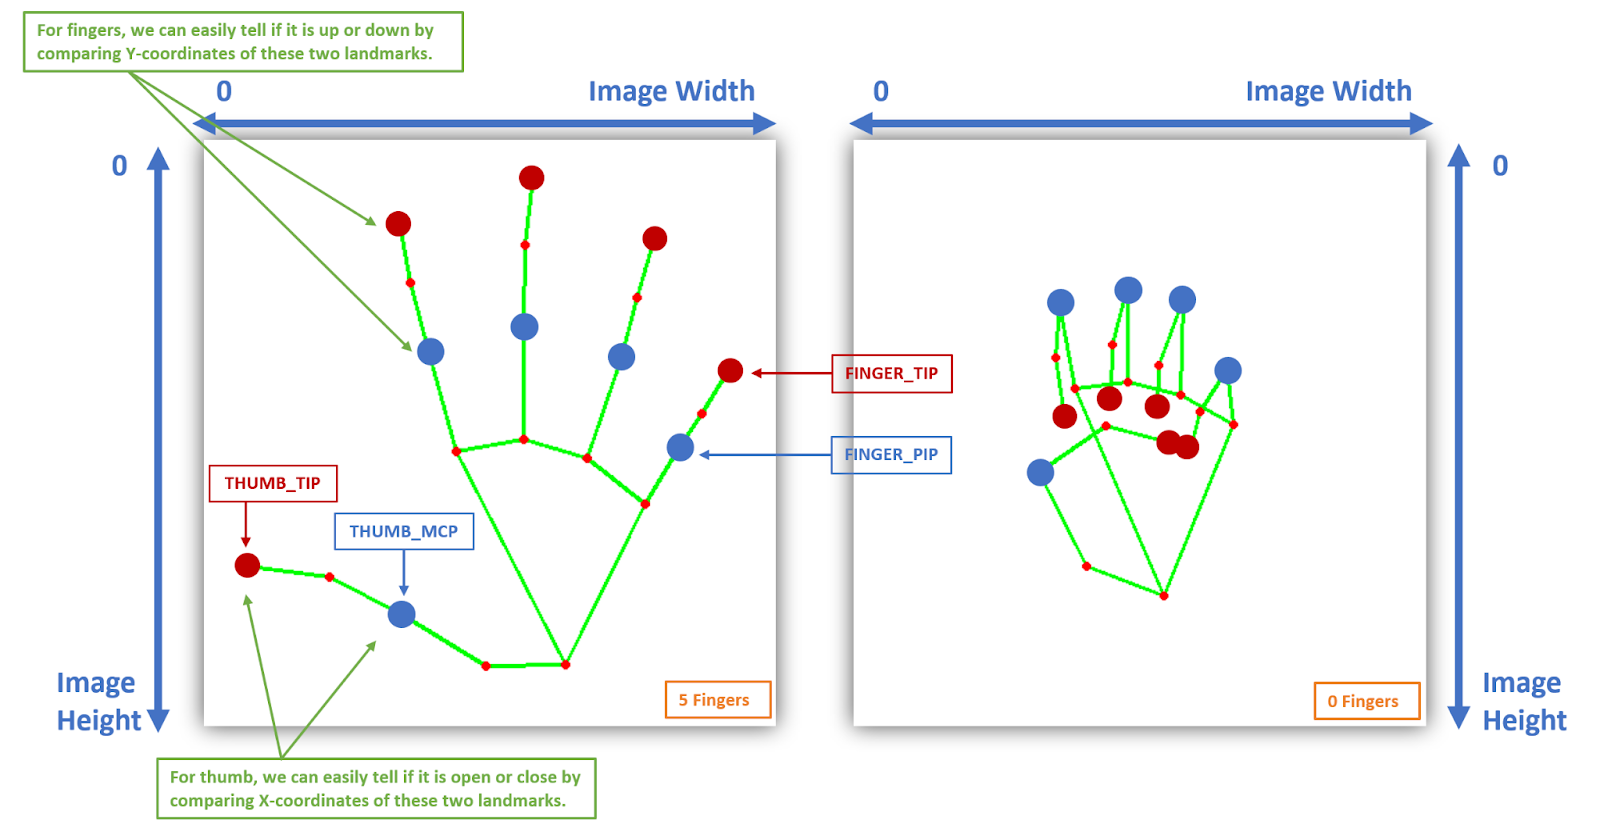 For fingers, we can easily tell if it is up or down by
comparing Y-coordinates of these two landmarks.
0
Image Width
0
Image Width
0
0
FINGER_TIP
FINGER_PIP
THUMB_TIP
THUMB_MCP
Image
Height
5 Fingers
0 Fingers
Image
Height
For thumb, we can easily tell if it is open or close by
comparing X-coordinates of these two landmarks.